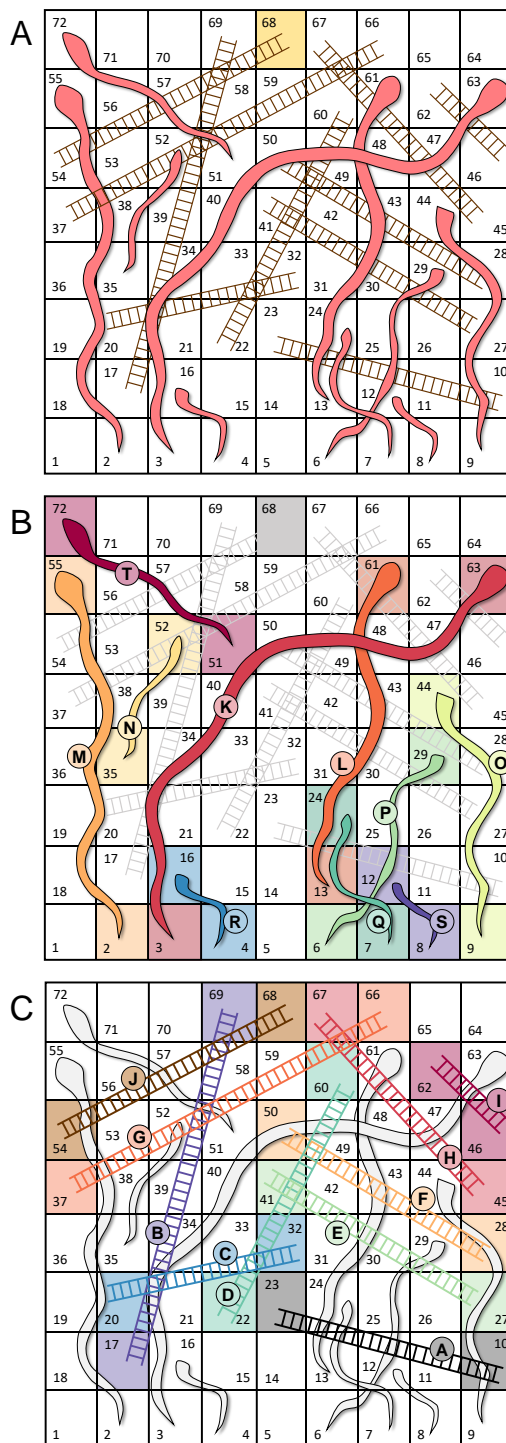 A
72 69 68 67 66
71 70 65 64
55 57 58 59 61 63
56 60 62
53 52 50 48 47
54 51 49 46
38 39 40 44
37 41 42 45
34 33 32 29 28
36 35 31 30
23 24
19 20 21 22 25 26 27
17 16 12 10
18 15 14 13 11
1 2 3 4 5 6 7 8 9
B
72 69 68 67 66
71 70 65 64
T
55 57 58 59 61 63
56 60 62
53 52 50 48 47
54 51 49 46
38 39 40 43 44
K
N
37 41 42 45
34 33 32 29 28
M L O
36 35 31 30
23 24
P
19 20 21 22 25 26 27
17 16 12 10
18 15 14 13 11
R Q S
1 2 3 4 5 6 7 8 9
C
72 69 68 67 66
71 70 65 64
55 57 58 59 61 63
J
56 60 62
I
53 52 50 48 47
G
54 51 49 46
H
38 39 40 43 44
F
37 41 42 45
34 33 32 29 28
B C E
36 35 31 30
D
23 24
19 20 21 22 25 26 27
A
17 16 12 10
18 15 14 13 11
1 2 3 4 5 6 7 8 9